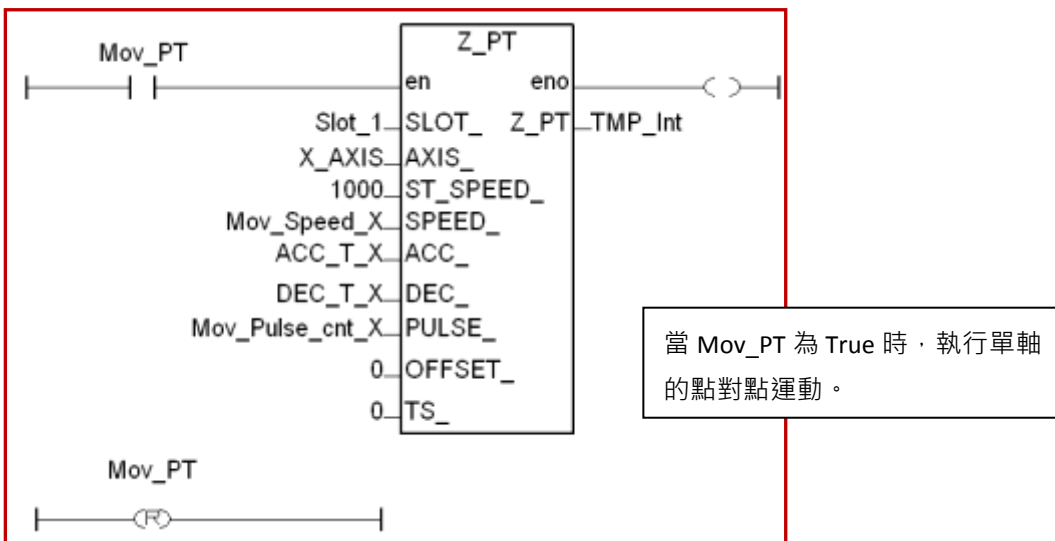 Mov_PT
Z_PT
en eno
Slot_1 SLOT_ Z_PT TMP_Int
X_AXIS AXIS_
1000 ST_SPEED_
Mov_Speed_X SPEED_
ACC_T_X ACC_
DEC_T_X DEC_
Mov_Pulse_cnt_X PULSE_
0 OFFSET_
0 TS_
當 Mov_PT 為 True 時，執行單軸
的點對點運動。
Mov_PT
R